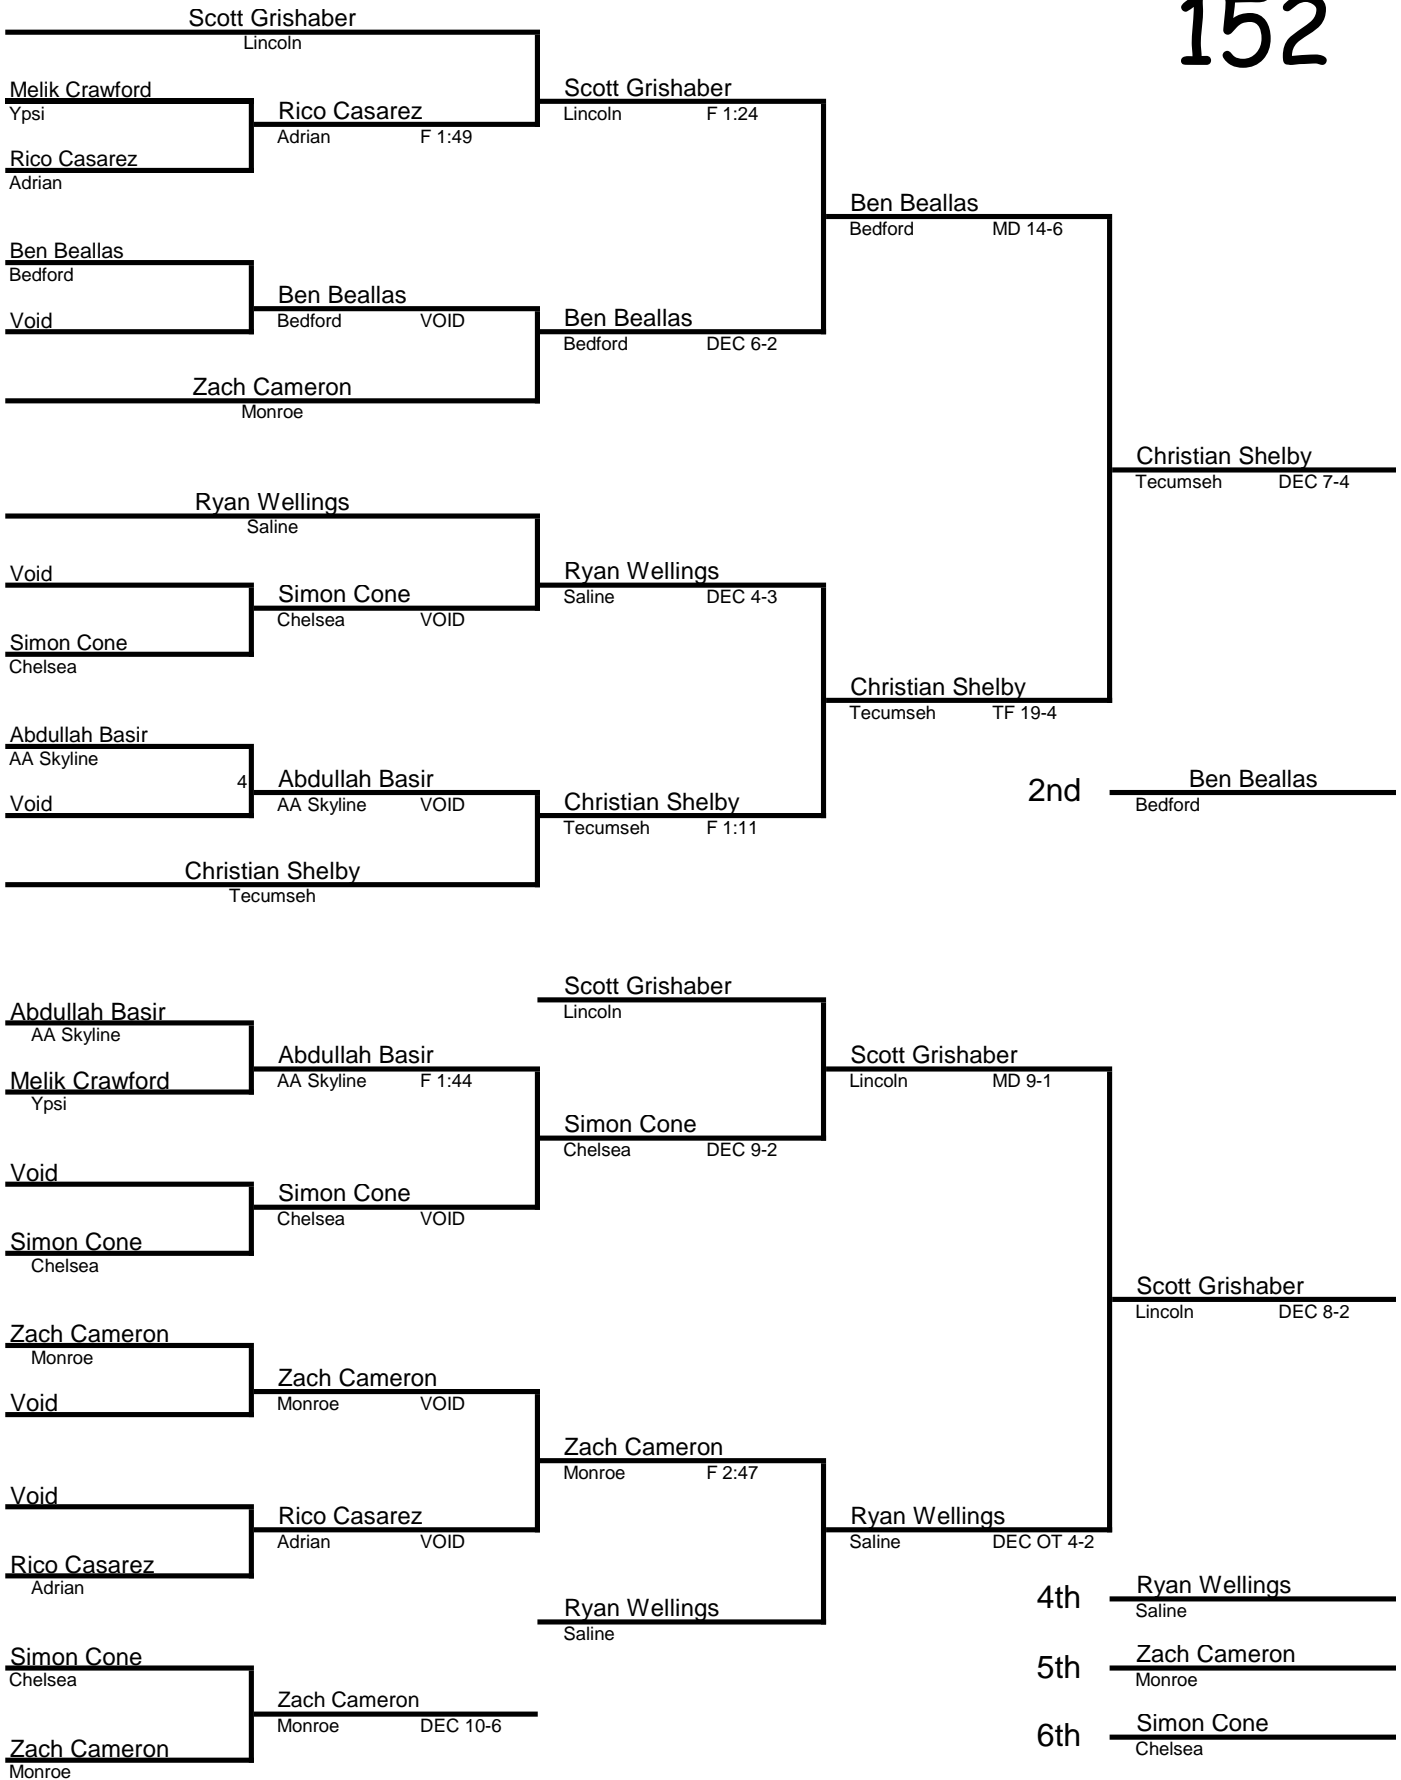 152
Scott Grishaber
Lincoln
Melik Crawford
Ypsi
Rico Casarez
Adrian
Rico Casarez
Adrian F 1:49
Scott Grishaber
Lincoln F 1:24
Ben Beallas
Bedford
Void
Ben Beallas
Bedford VOID
Zach Cameron
Monroe
Ben Beallas
Bedford DEC 6-2
Ben Beallas
Bedford MD 14-6
Ryan Wellings
Saline
Void
Simon Cone
Chelsea
Simon Cone
Chelsea VOID
Ryan Wellings
Saline DEC 4-3
Abdullah Basir
AA Skyline
Void
4
Abdullah Basir
AA Skyline VOID
Christian Shelby
Tecumseh
Christian Shelby
Tecumseh F 1:11
Christian Shelby
Tecumseh TF 19-4
Christian Shelby
Tecumseh DEC 7-4
2nd
Ben Beallas
Bedford
Abdullah Basir
AA Skyline
Melik Crawford
Ypsi
Abdullah Basir
AA Skyline F 1:44
Void
Simon Cone
Chelsea
Simon Cone
Chelsea VOID
Scott Grishaber
Lincoln
Simon Cone
Chelsea DEC 9-2
Scott Grishaber
Lincoln MD 9-1
Zach Cameron
Monroe
Void
Zach Cameron
Monroe VOID
Void
Rico Casarez
Adrian
Rico Casarez
Adrian VOID
Zach Cameron
Monroe F 2:47
Ryan Wellings
Saline
Ryan Wellings
Saline DEC OT 4-2
Scott Grishaber
Lincoln DEC 8-2
Simon Cone
Chelsea
Zach Cameron
Monroe
Zach Cameron
Monroe DEC 10-6
4th
Ryan Wellings
Saline
5th
Zach Cameron
Monroe
6th
Simon Cone
Chelsea